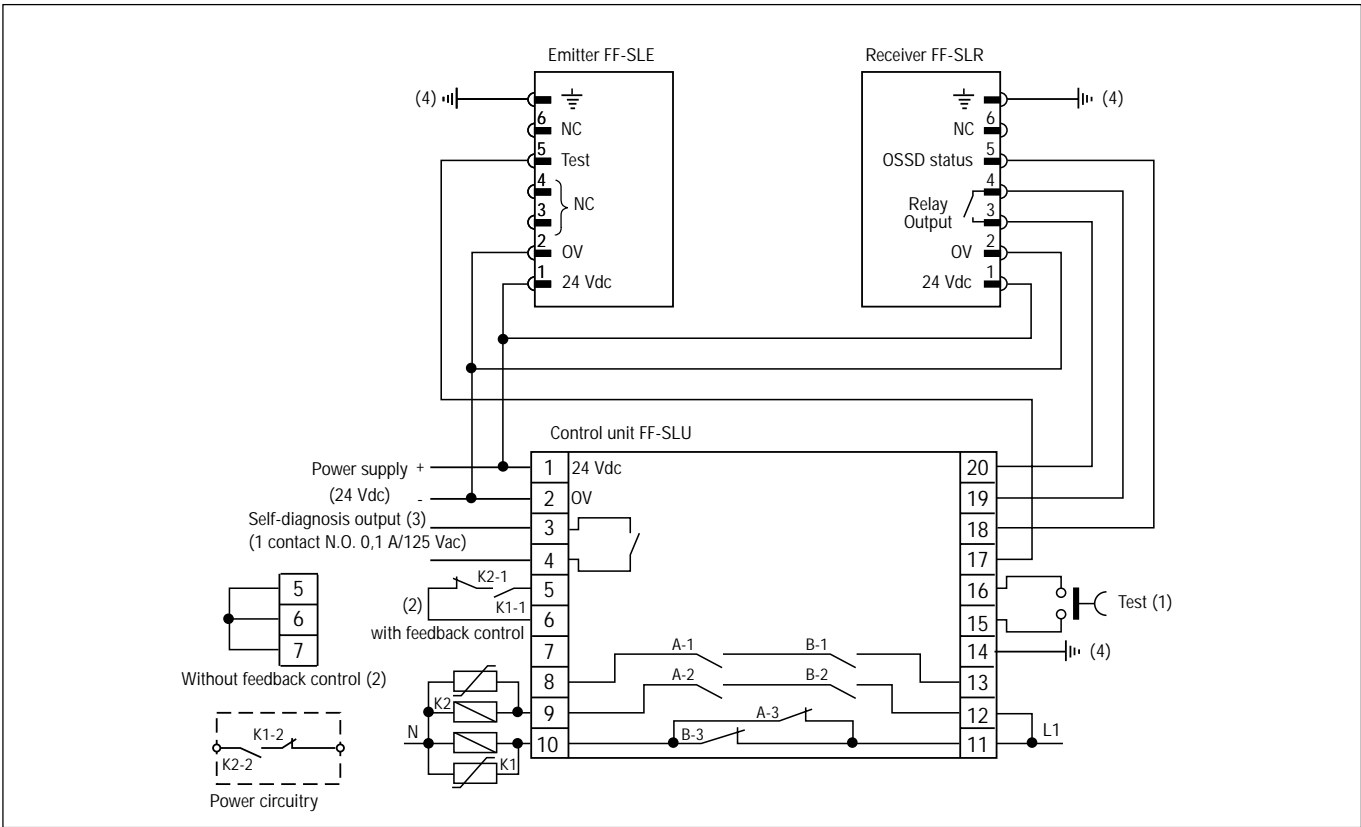 Emitter FF-SLE
Receiver FF-SLR
(4)
6 NC
5 Test
4
3
NC
2 OV
1 24 Vdc
(4)
NC 6
OSSD status 5
4
Relay
Output
3
OV 2
24 Vdc 1
Control unit FF-SLU
Power supply +
(24 Vdc) -
Self-diagnosis output (3)
(1 contact N.O. 0,1 A/125 Vac)
1 24 Vdc
2 OV
3
4
5
6
7
8
9
10
20
19
18
17
16
15
14
13
12
11
K2-1
K1-1
(2)
with feedback control
5
6
7
Without feedback control (2)
K2
N
K1
K1-2
K2-2
Power circuitry
A-1 B-1
A-2 B-2
A-3
B-3
Test (1)
(4)
L1